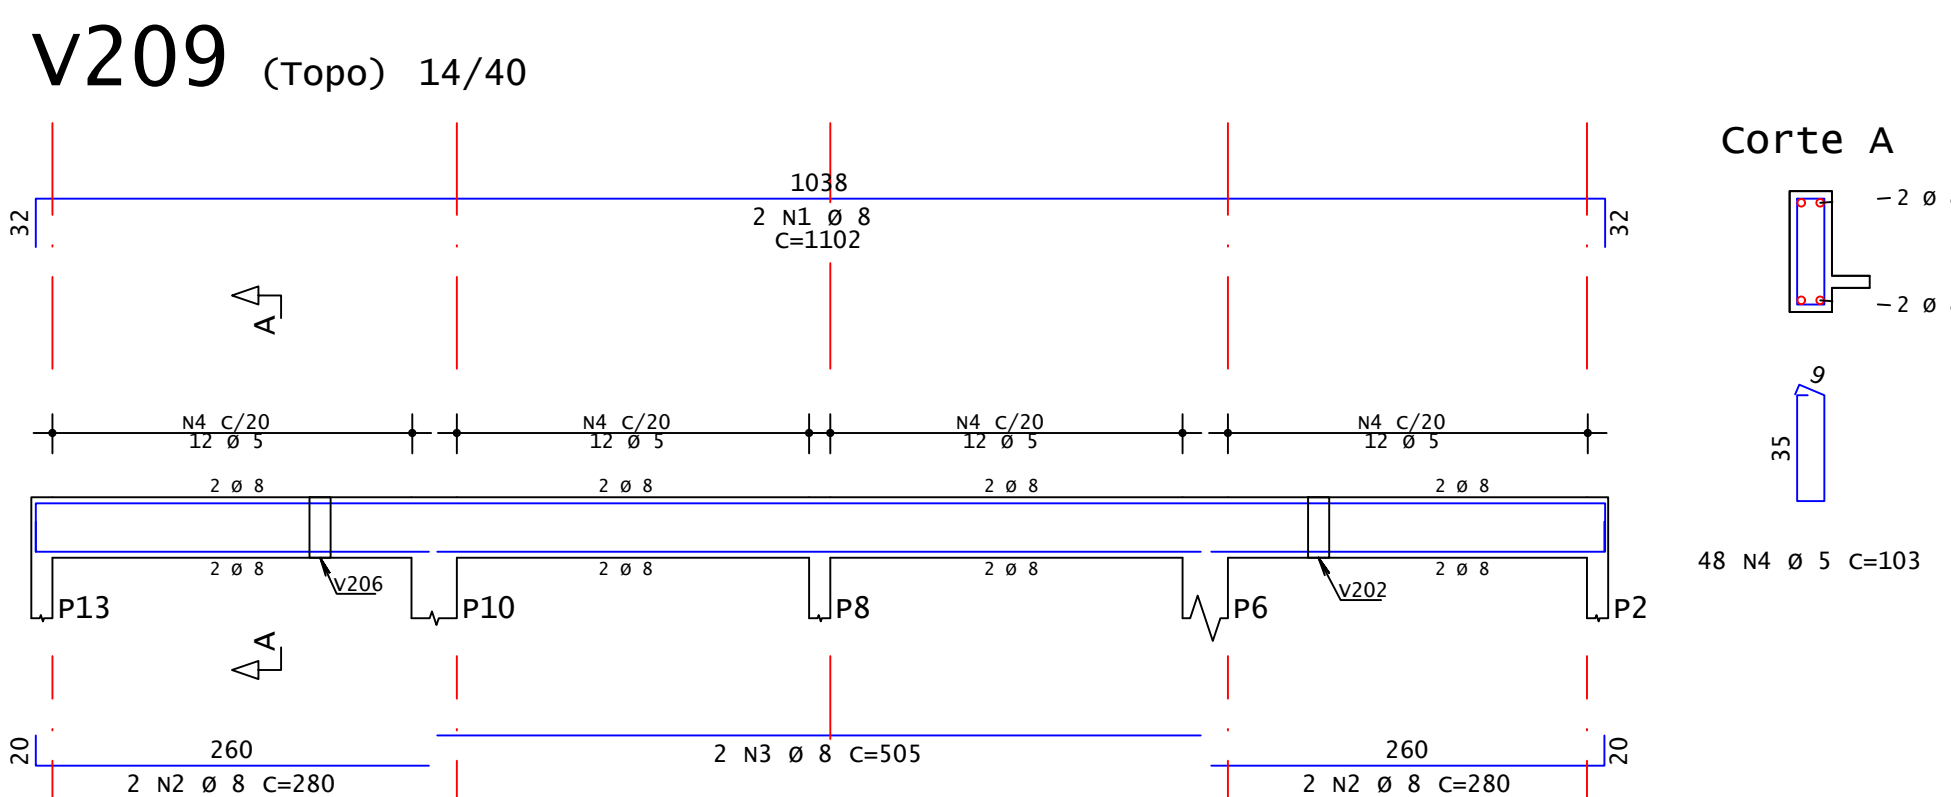 V209 (Topo) 14/40
1038
32
2 N1 Ø 8
C=1102
32
Corte A
2 Ø
2 Ø
A
N4 C/20
12 Ø 5
N4 C/20
12 Ø 5
N4 C/20
12 Ø 5
N4 C/20
12 Ø 5
9
35
48 N4 Ø 5 C=103
2 Ø 8
2 Ø 8
2 Ø 8
2 Ø 8
2 Ø 8
2 Ø 8
2 Ø 8
2 Ø 8
V206
V202
P13
P10
P8
P6
P2
A
20
260
2 N2 Ø 8 C=280
2 N3 Ø 8 C=505
260
20
2 N2 Ø 8 C=280